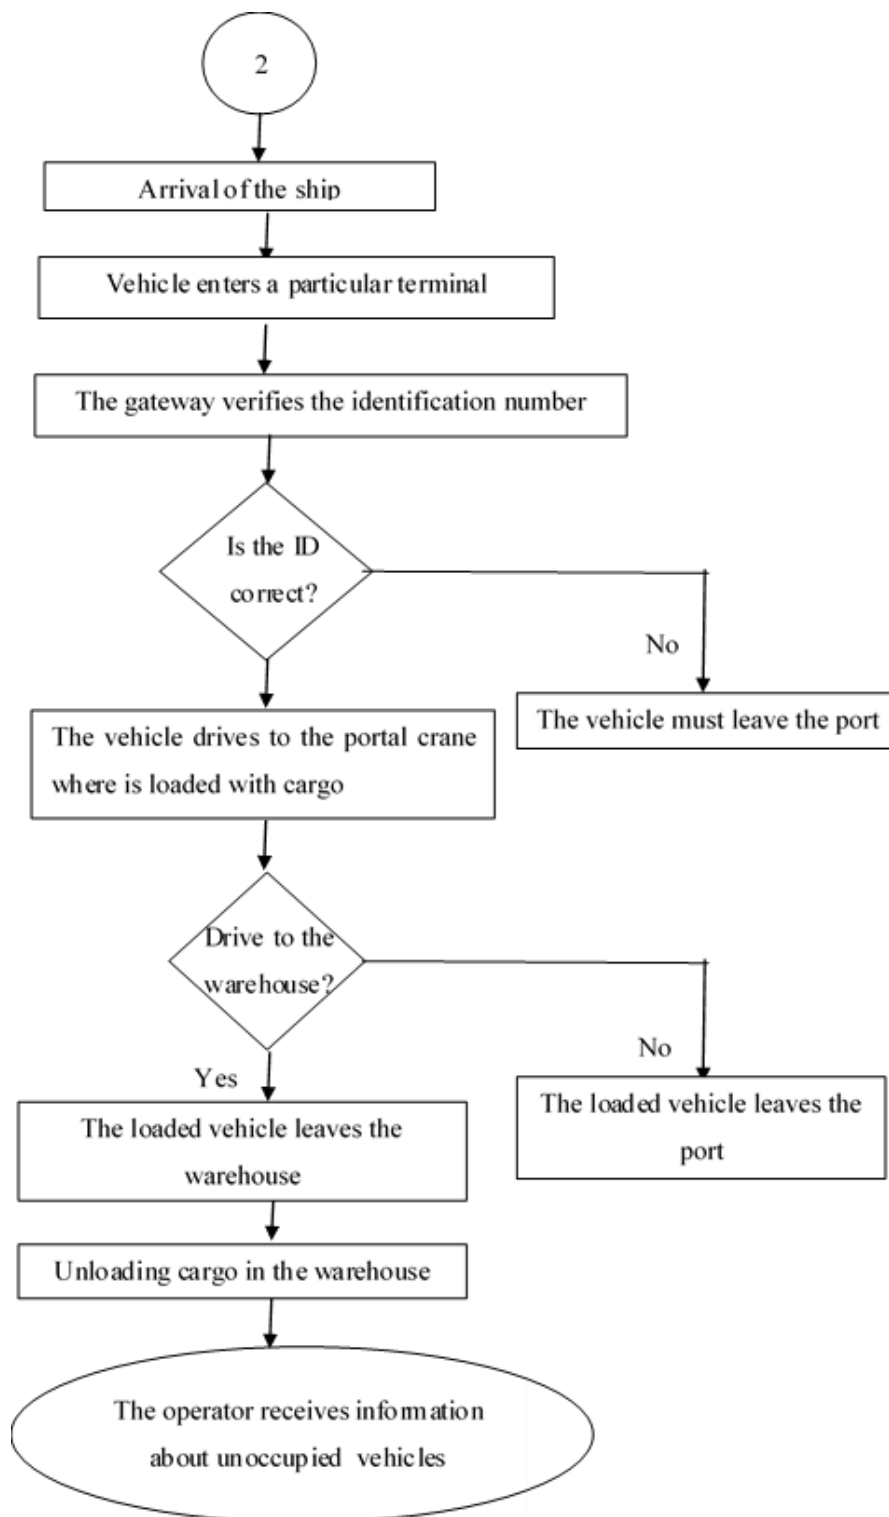 2
Arrival of the ship
Vehicle enters a particular terminal
The gateway verifies the identification number
Is the ID
correct?
No
The vehicle must leave the port
The vehicle drives to the portal crane
where is loaded with cargo
Drive to the
warehouse?
No
Yes
The loaded vehicle leaves the
port
The loaded vehicle leaves the
warehouse
Unloading cargo in the warehouse
The operator receives information
about unoccupied vehicles